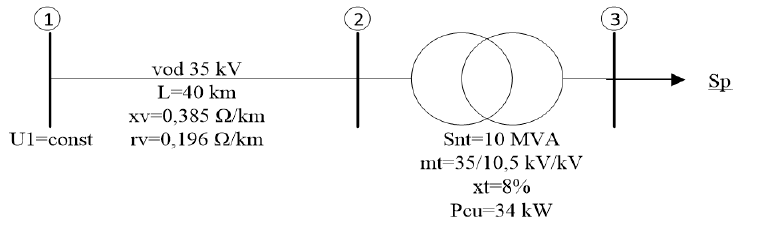 1
2
3
vod 35 kV
L=40 km
xv=0,385 Ω/km
rv=0,196 Ω/km
U1=const
Sp
Snt=10 MVA
mt=35/10,5 kV/kV
xt=8%
Pcu=34 kW